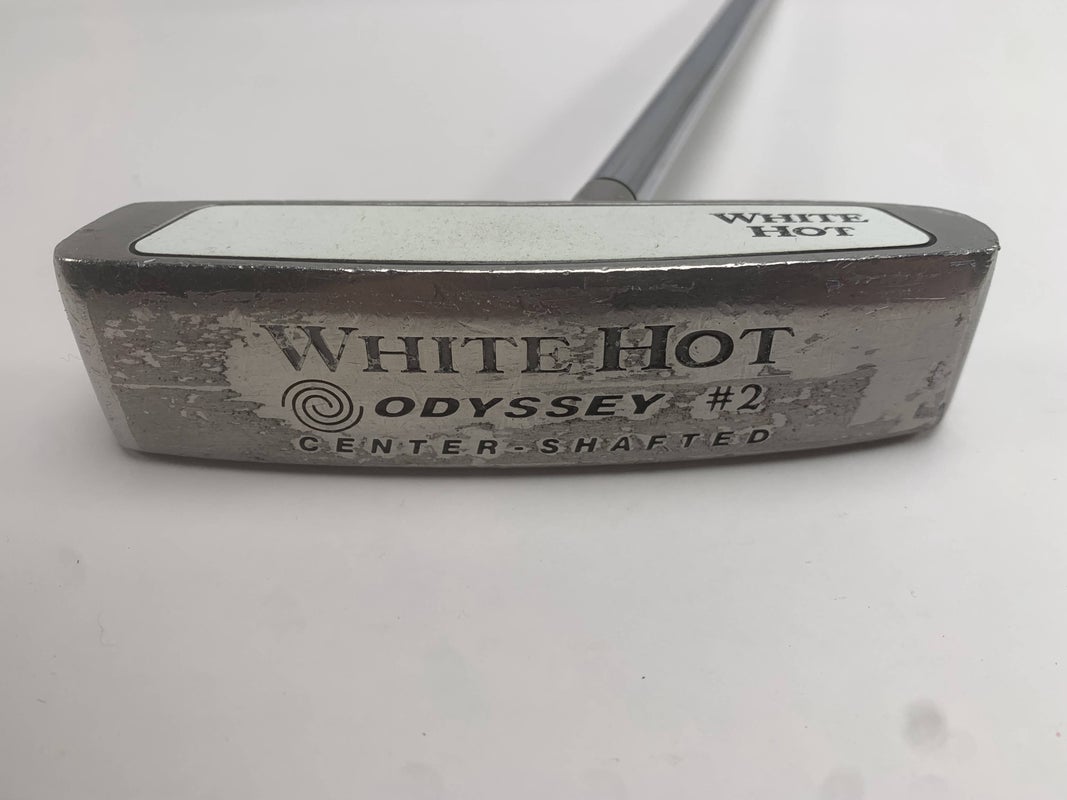 WHITE
HOT
WHITE HOT
ODYSSEY #2
CENTER-SHAFTED